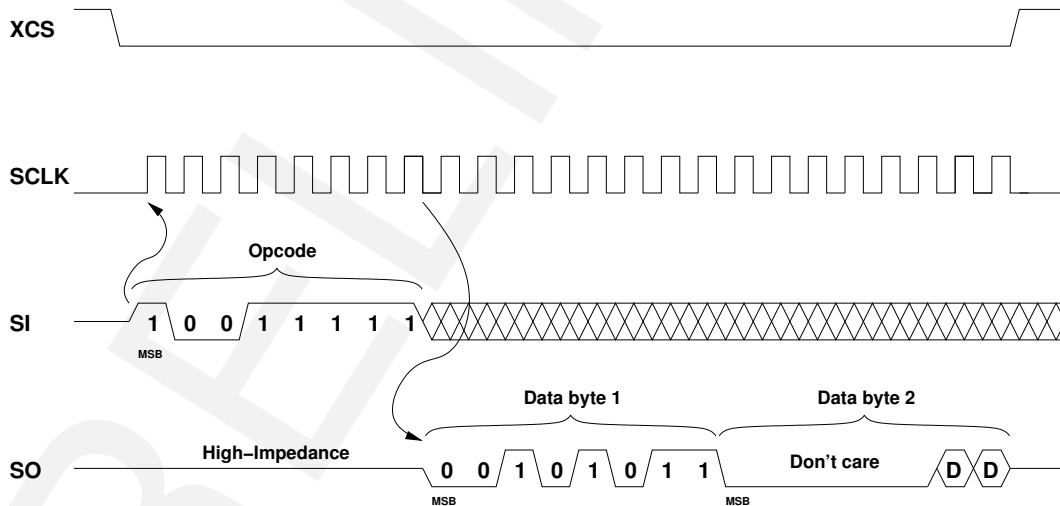 XCS
SCLK
Opcode
SI 1 0 0 1 1 1 1 1
MSB
Data byte 1 Data byte 2
High−Impedance
SO 0 0 1 0 1 0 1 1 Don't care D D
MSB MSB